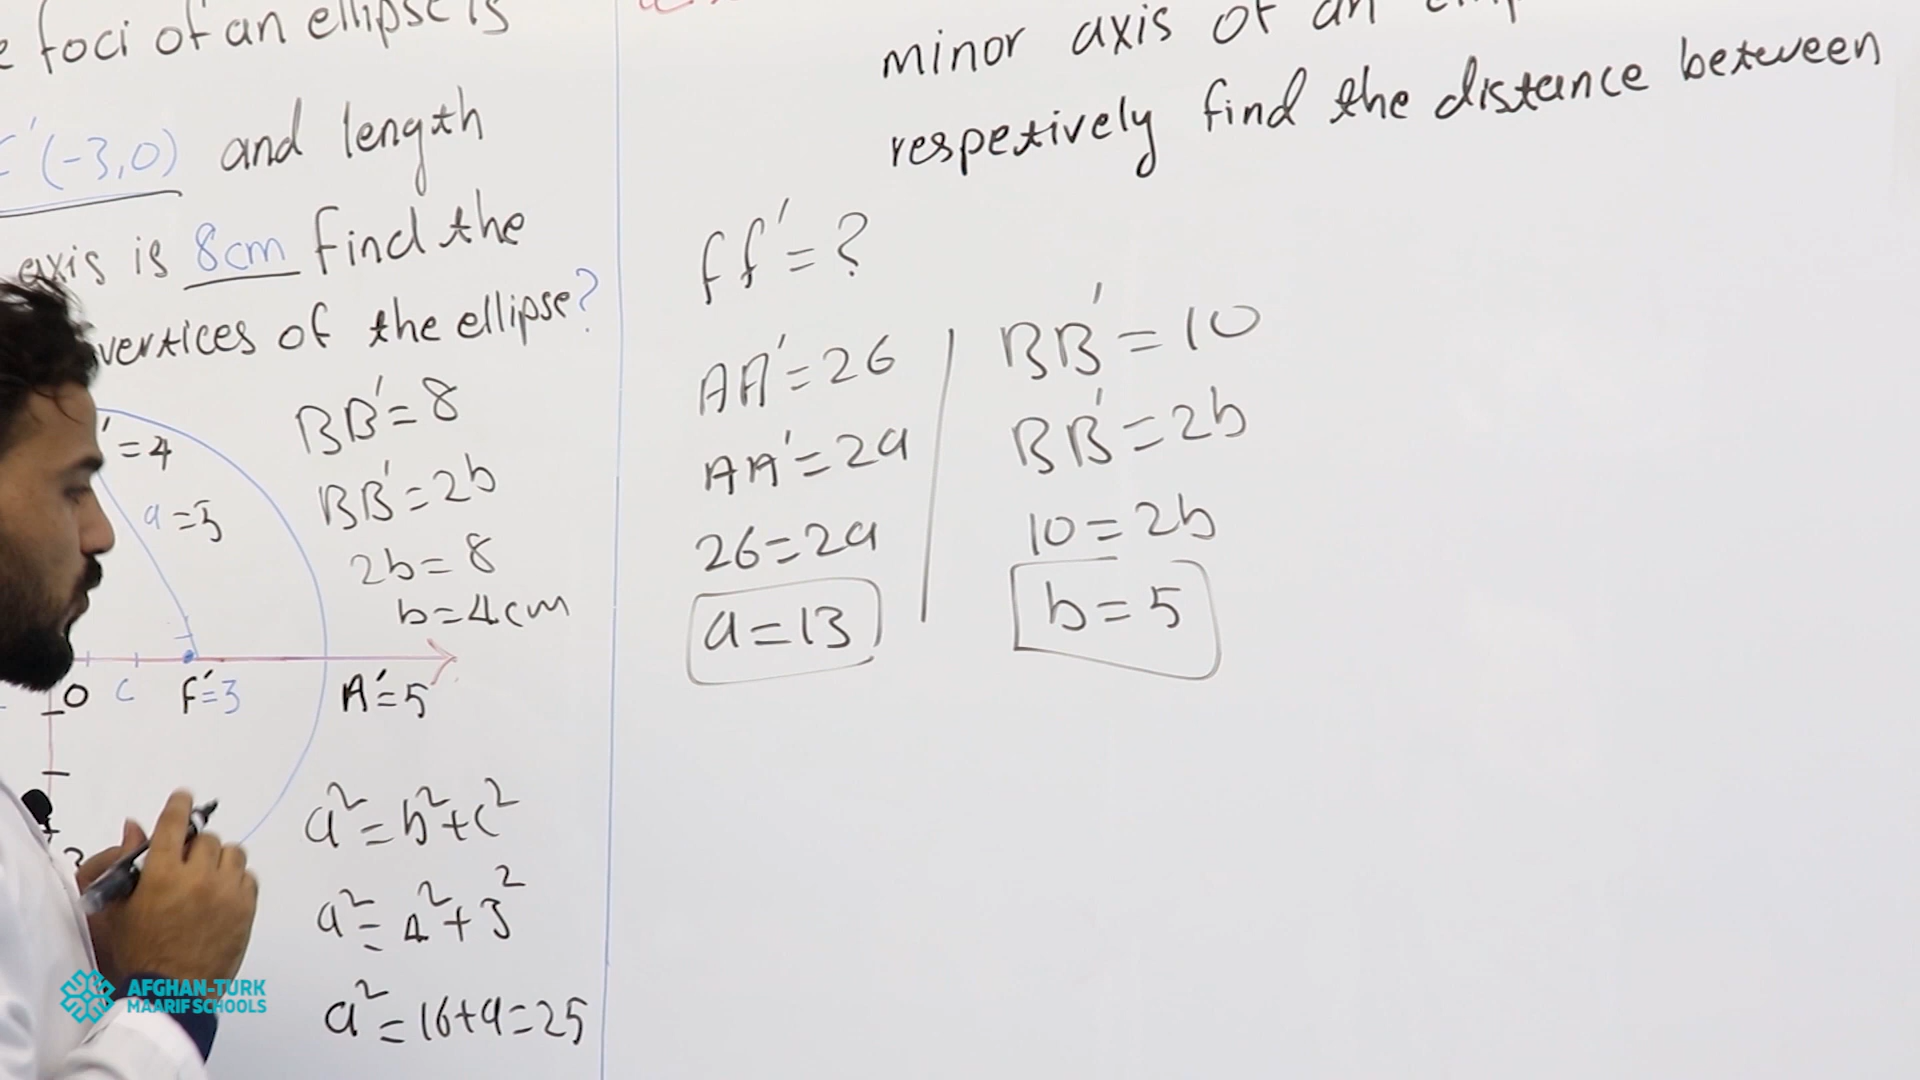 foci of an ellipse is
(-3,0) and length
axis is 8cm find the
vertices of the ellipse?
BB'=8
BB'=2b
2b=8
b=4cm
'=4
a=5
O C F'=3 A'=5
a²=b²+c²
a²=4²+3²
a²=16+9=25
minor axis of an
respetively find the distance between
FF'=?
AA'=26
AA'=2a
26=2a
a=13
BB'=10
BB'=2b
10=2b
b=5
AFGHAN-TURK
MAARIF SCHOOLS